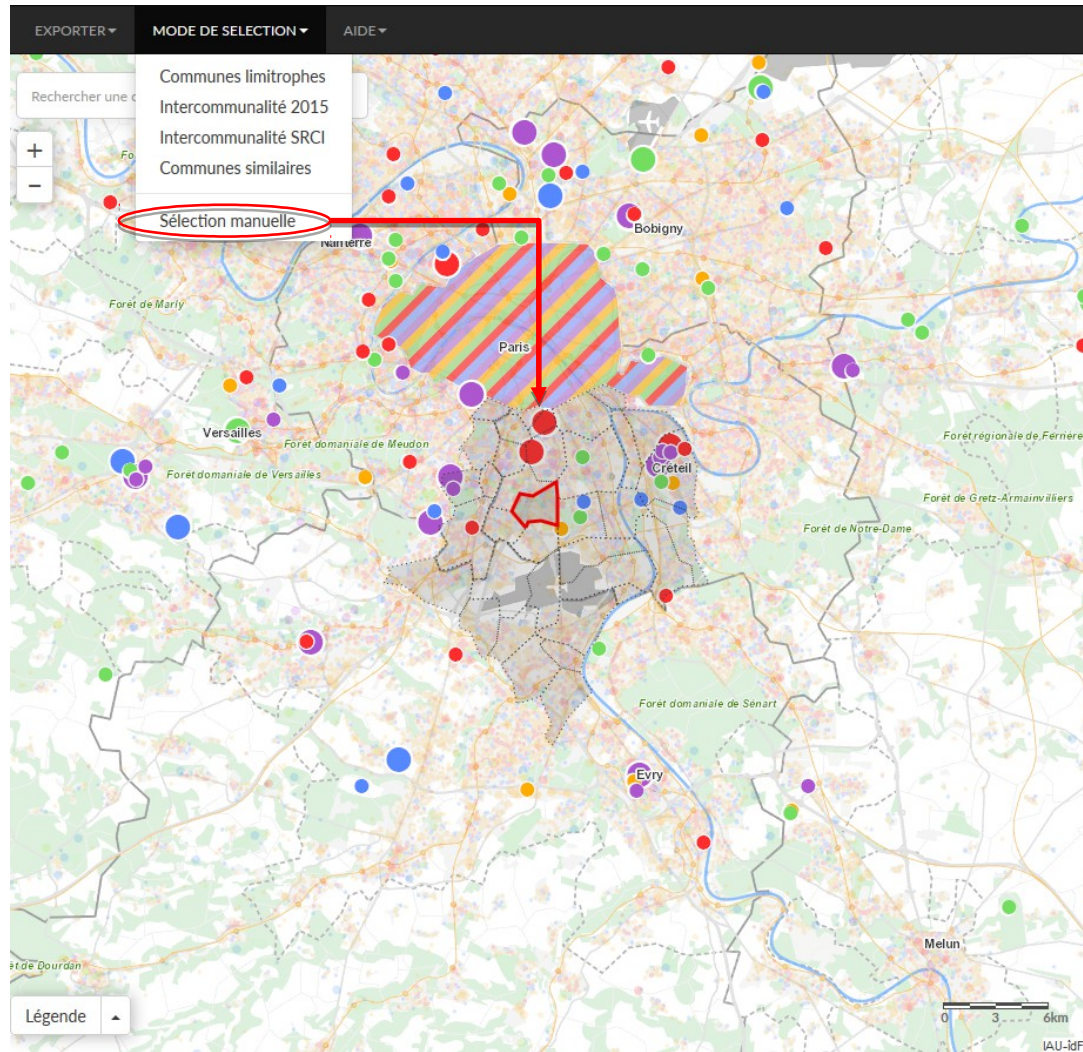 EXPORTER
MODE DE SELECTION
AIDE
Communes limitrophes
Rechercher une
Intercommunalité 2015
Intercommunalité SRCI
+
Communes similaires
-
Sélection manuelle
Nanterre
Bobigny
Forêt de Marly
Paris
Versailles
Forêt domaniale de Meudon
Forêt régionale de Ferrière
Créteil
Forêt domaniale de Versailles
Forêt de Gretz-Armainvilliers
Forêt de Notre-Dame
Forêt domaniale de Sénart
Evry
Melun
et de Dourdan
Légende
0 3 6km
IAU-îdF